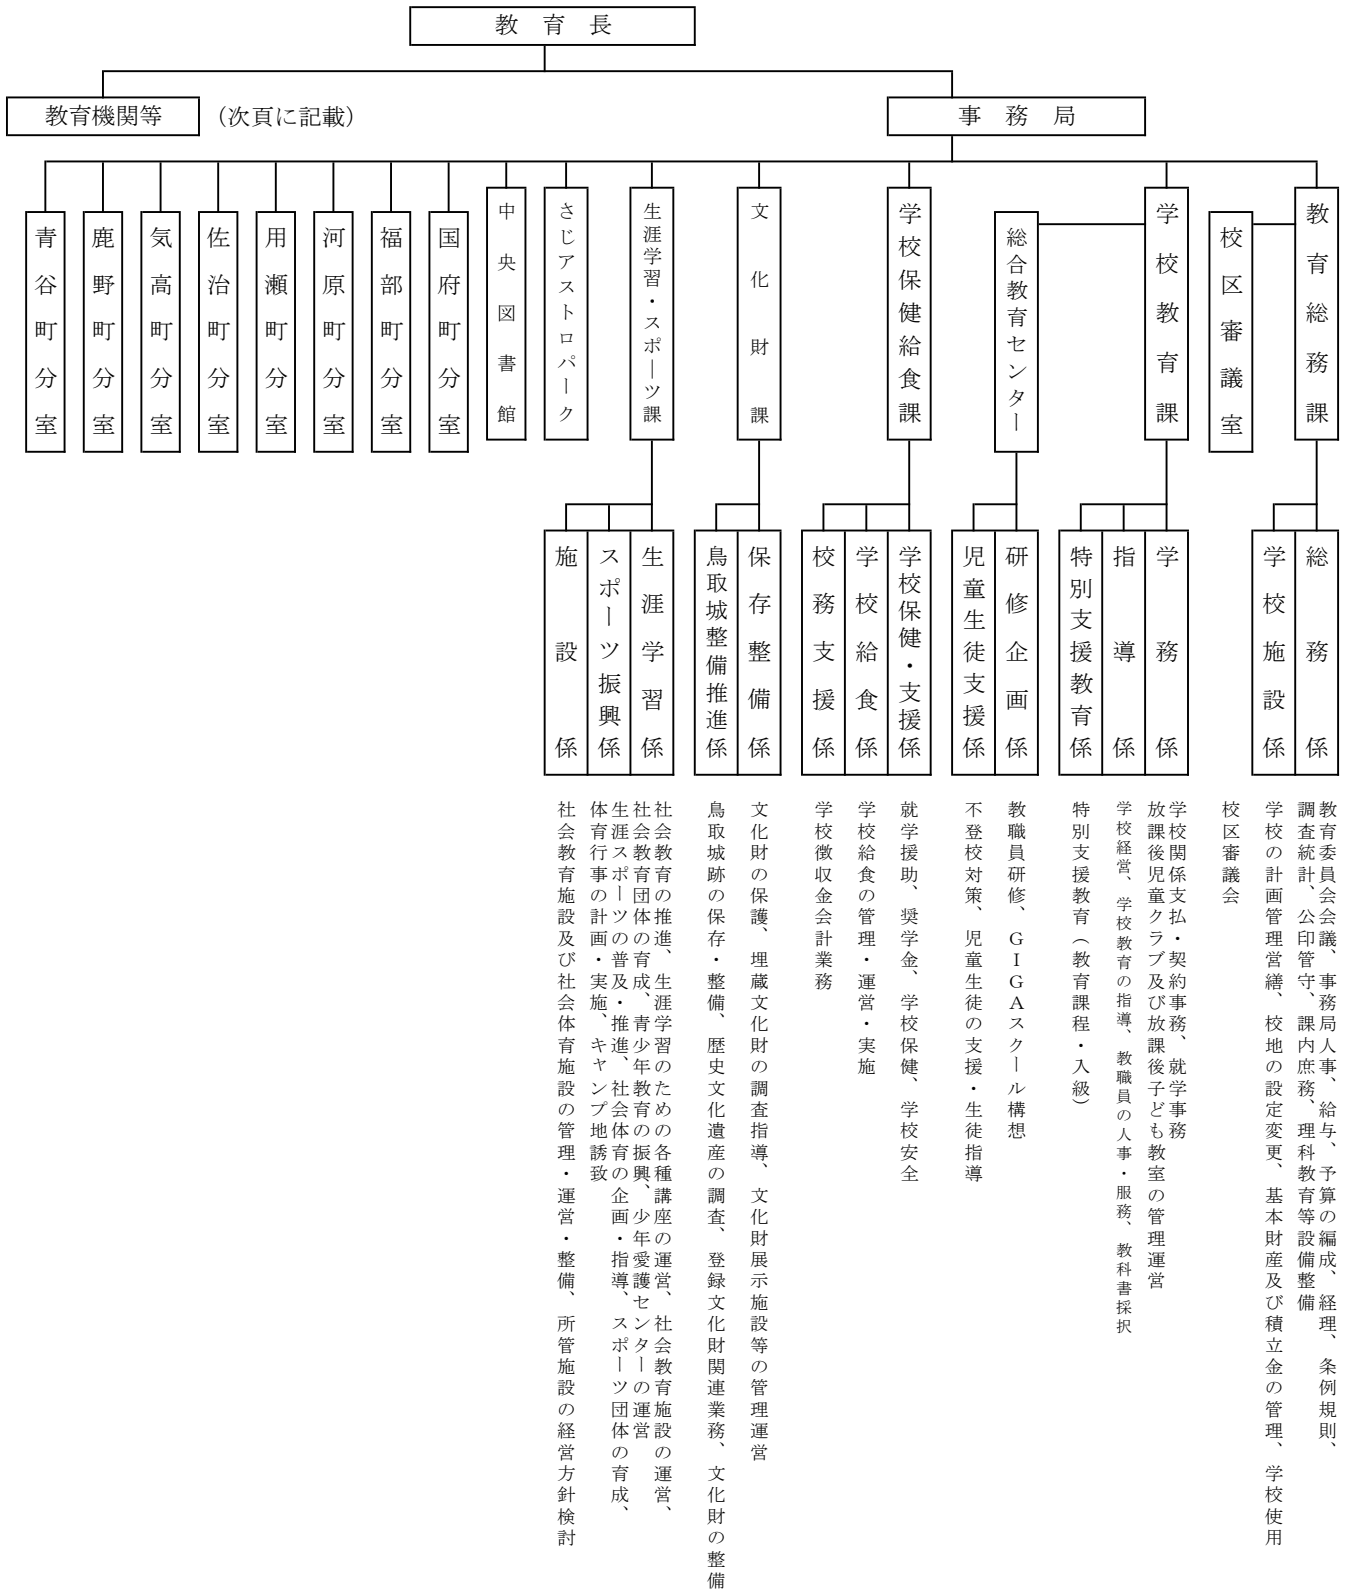 教育長
教育機関等
（次頁に記載）
事務局
教育総務課
校区審議室
学校教育課
総合教育センター
学校保健給食課
文化財課
生涯学習・スポーツ課
さじアストロパーク
中央図書館
国府町分室
福部町分室
河原町分室
用瀬町分室
佐治町分室
気高町分室
鹿野町分室
青谷町分室
総務係
学校施設係
学務係
指導係
特別支援教育係
研修企画係
児童生徒支援係
学校保健・支援係
学校給食係
校務支援係
保存整備係
鳥取城整備推進係
生涯学習係
スポーツ振興係
施設係
教育委員会会議、事務局人事、給与、予算の編成、経理、条例規則、
調査統計、公印管守、課内庶務、理科教育等設備整備
学校の計画管理営繕、校地の設定変更、基本財産及び積立金の管理、学校使用
校区審議会
学校関係支払・契約事務、就学事務
放課後児童クラブ及び放課後子ども教室の管理運営
学校経営、学校教育の指導、教職員の人事・服務、教科書採択
特別支援教育（教育課程・入級）
教職員研修、GIGAスクール構想
不登校対策、児童生徒の支援・生徒指導
就学援助、奨学金、学校保健、学校安全
学校給食の管理・運営・実施
学校徴収金会計業務
文化財の保護、埋蔵文化財の調査指導、文化財展示施設等の管理運営
鳥取城跡の保存・整備、歴史文化遺産の調査、登録文化財関連業務、文化財の整備
社会教育の推進、生涯学習のための各種講座の運営、社会教育施設の運営、
社会教育団体の育成、青少年教育の振興、少年愛護センターの運営
生涯スポーツの普及・推進、社会体育の企画・指導、スポーツ団体の育成、
体育行事の計画・実施、キャンプ地誘致
社会教育施設及び社会体育施設の管理・運営・整備、所管施設の経営方針検討